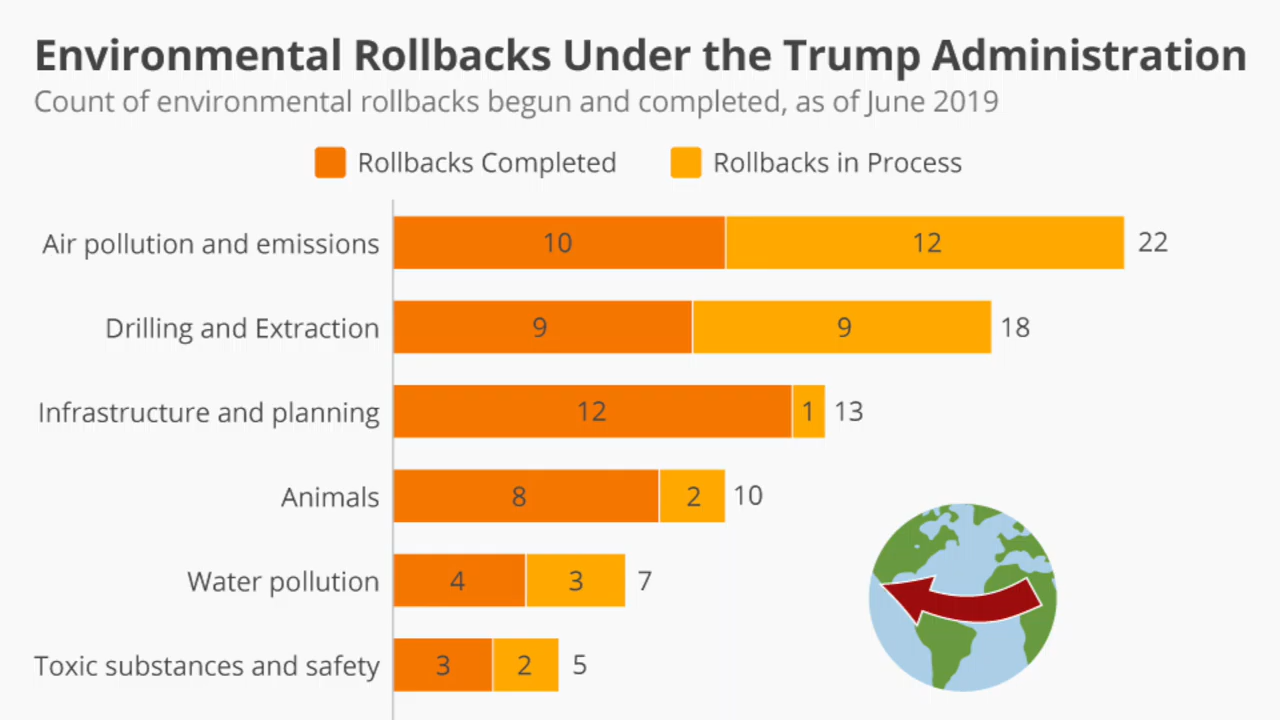 Environmental Rollbacks Under the Trump Administration
Count of environmental rollbacks begun and completed, as of June 2019
Rollbacks Completed Rollbacks in Process
Air pollution and emissions 10 12 22
Drilling and Extraction 9 9 18
Infrastructure and planning 12 1 13
Animals 8 2 10
Water pollution 4 3 7
Toxic substances and safety 3 2 5